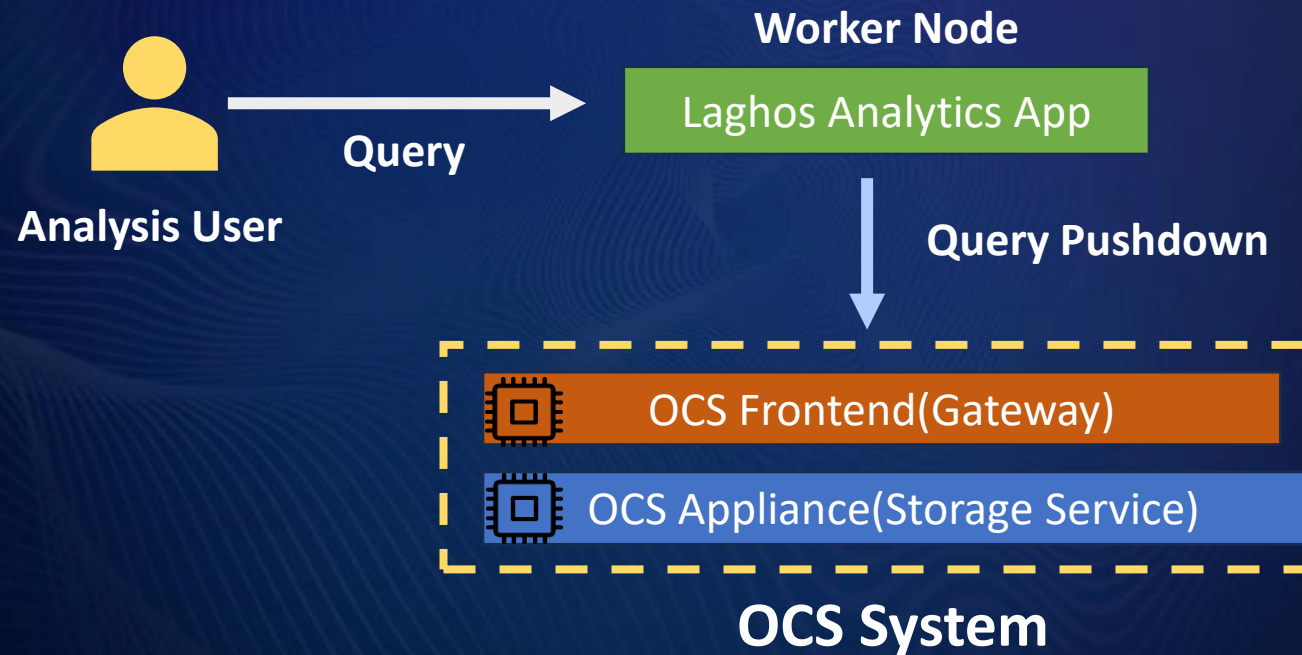 Worker Node
Laghos Analytics App
Query
Analysis User
Query Pushdown
OCS Frontend(Gateway)
OCS Appliance(Storage Service)
OCS System